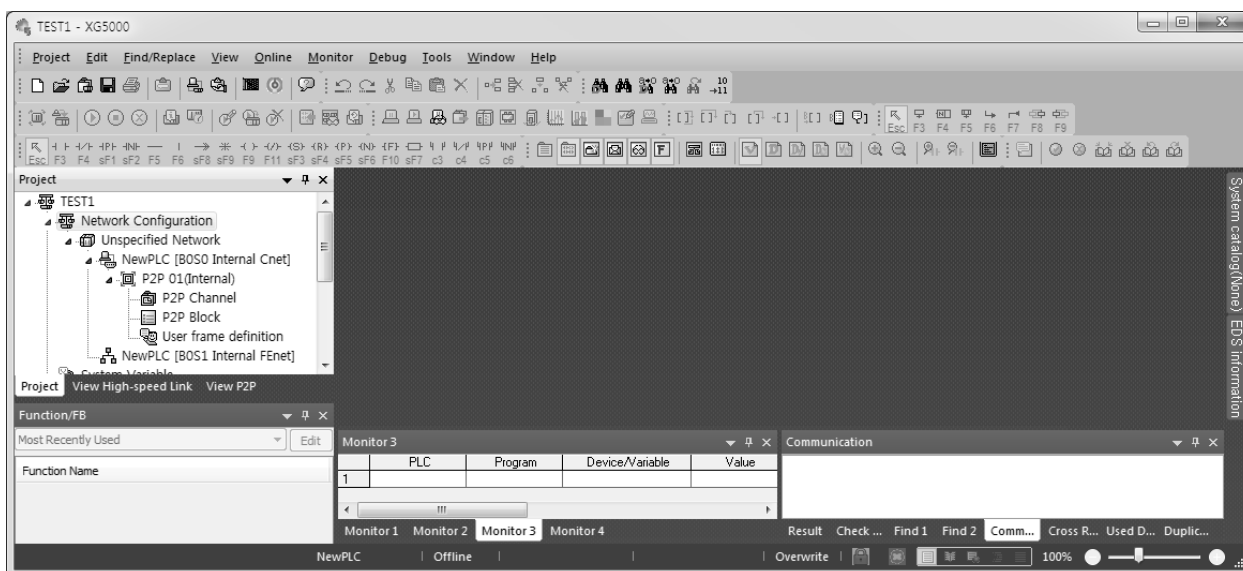 TEST1 - XG5000
Project Edit Find/Replace View Online Monitor Debug Tools Window Help
Esc F3 F4 F5 F6 F7 F8 F9
Esc F3 F4 sF1 sF2 F5 F6 sF8 sF9 F9 F11 sF3 sF4 sF5 sF6 F10 sF7 c3 c4 c5 c6
Project
TEST1
Network Configuration
Unspecified Network
NewPLC [B0S0 Internal Cnet]
P2P 01(Internal)
P2P Channel
P2P Block
User frame definition
NewPLC [B0S1 Internal FEnet]
System Variable
Project View High-speed Link View P2P
System catalog(None)
EDS information
Function/FB
Most Recently Used Edit
Function Name
Monitor 3
PLC Program Device/Variable Value
1
Monitor 1 Monitor 2 Monitor 3 Monitor 4
Communication
Result Check ... Find 1 Find 2 Comm... Cross R... Used D... Duplic...
NewPLC Offline Overwrite 100%